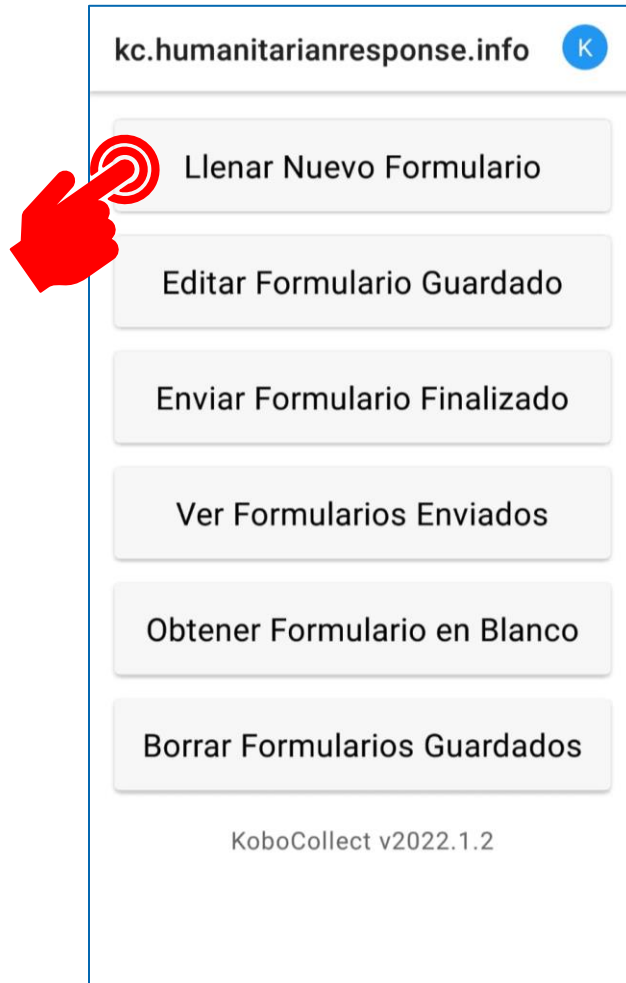 kc.humanitarianresponse.info K
Llenar Nuevo Formulario
Editar Formulario Guardado
Enviar Formulario Finalizado
Ver Formularios Enviados
Obtener Formulario en Blanco
Borrar Formularios Guardados
KoboCollect v2022.1.2